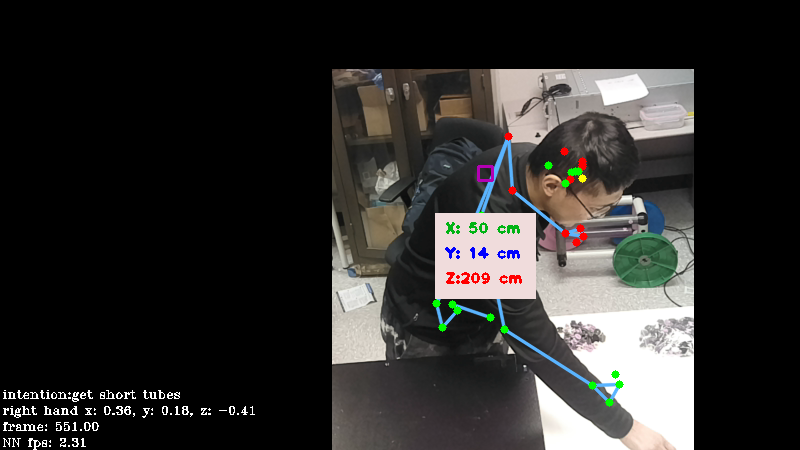 X: 50 cm
Y: 14 cm
Z:209 cm
intention:get short tubes
right hand x: 0.36, y: 0.18, z: -0.41
frame: 551.00
NN fps: 2.31